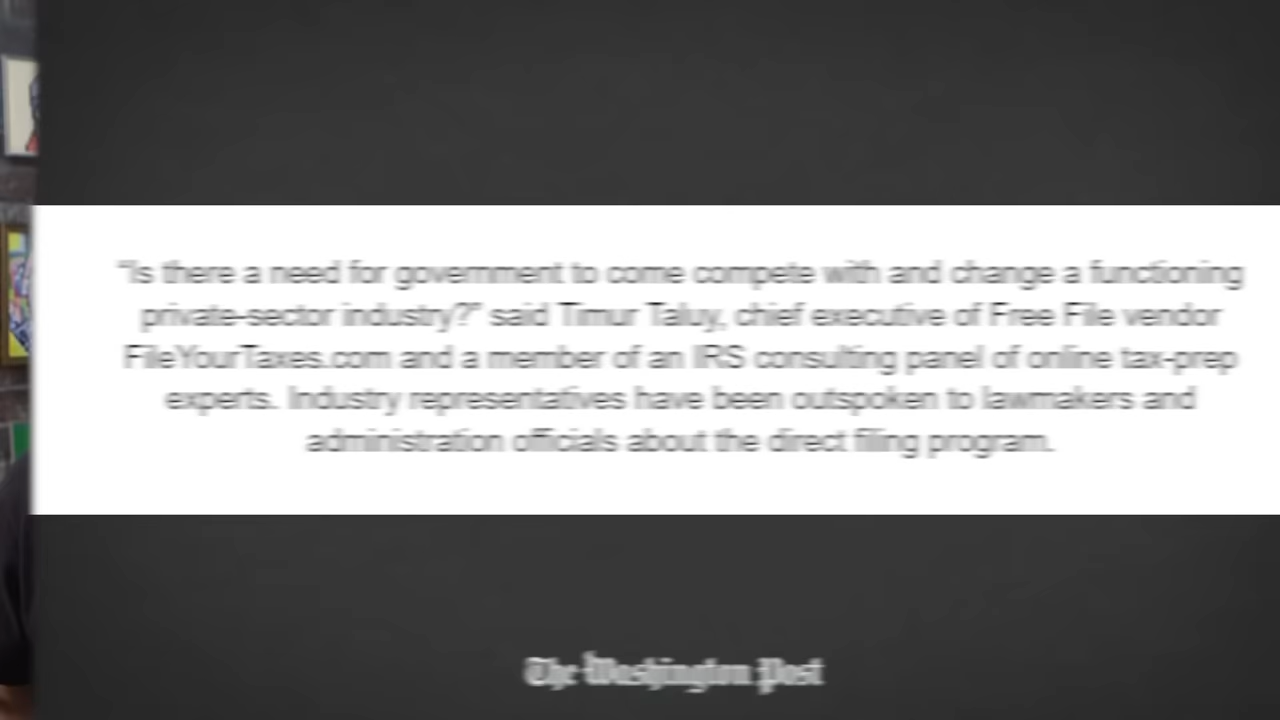 "Is there a need for government to come compete with and change a functioning
private-sector industry?" said Timur Taluy, chief executive of Free File vendor
FileYourTaxes.com and a member of an IRS consulting panel of online tax-prep
experts. Industry representatives have been outspoken to lawmakers and
administration officials about the direct filing program.
The Washington Post